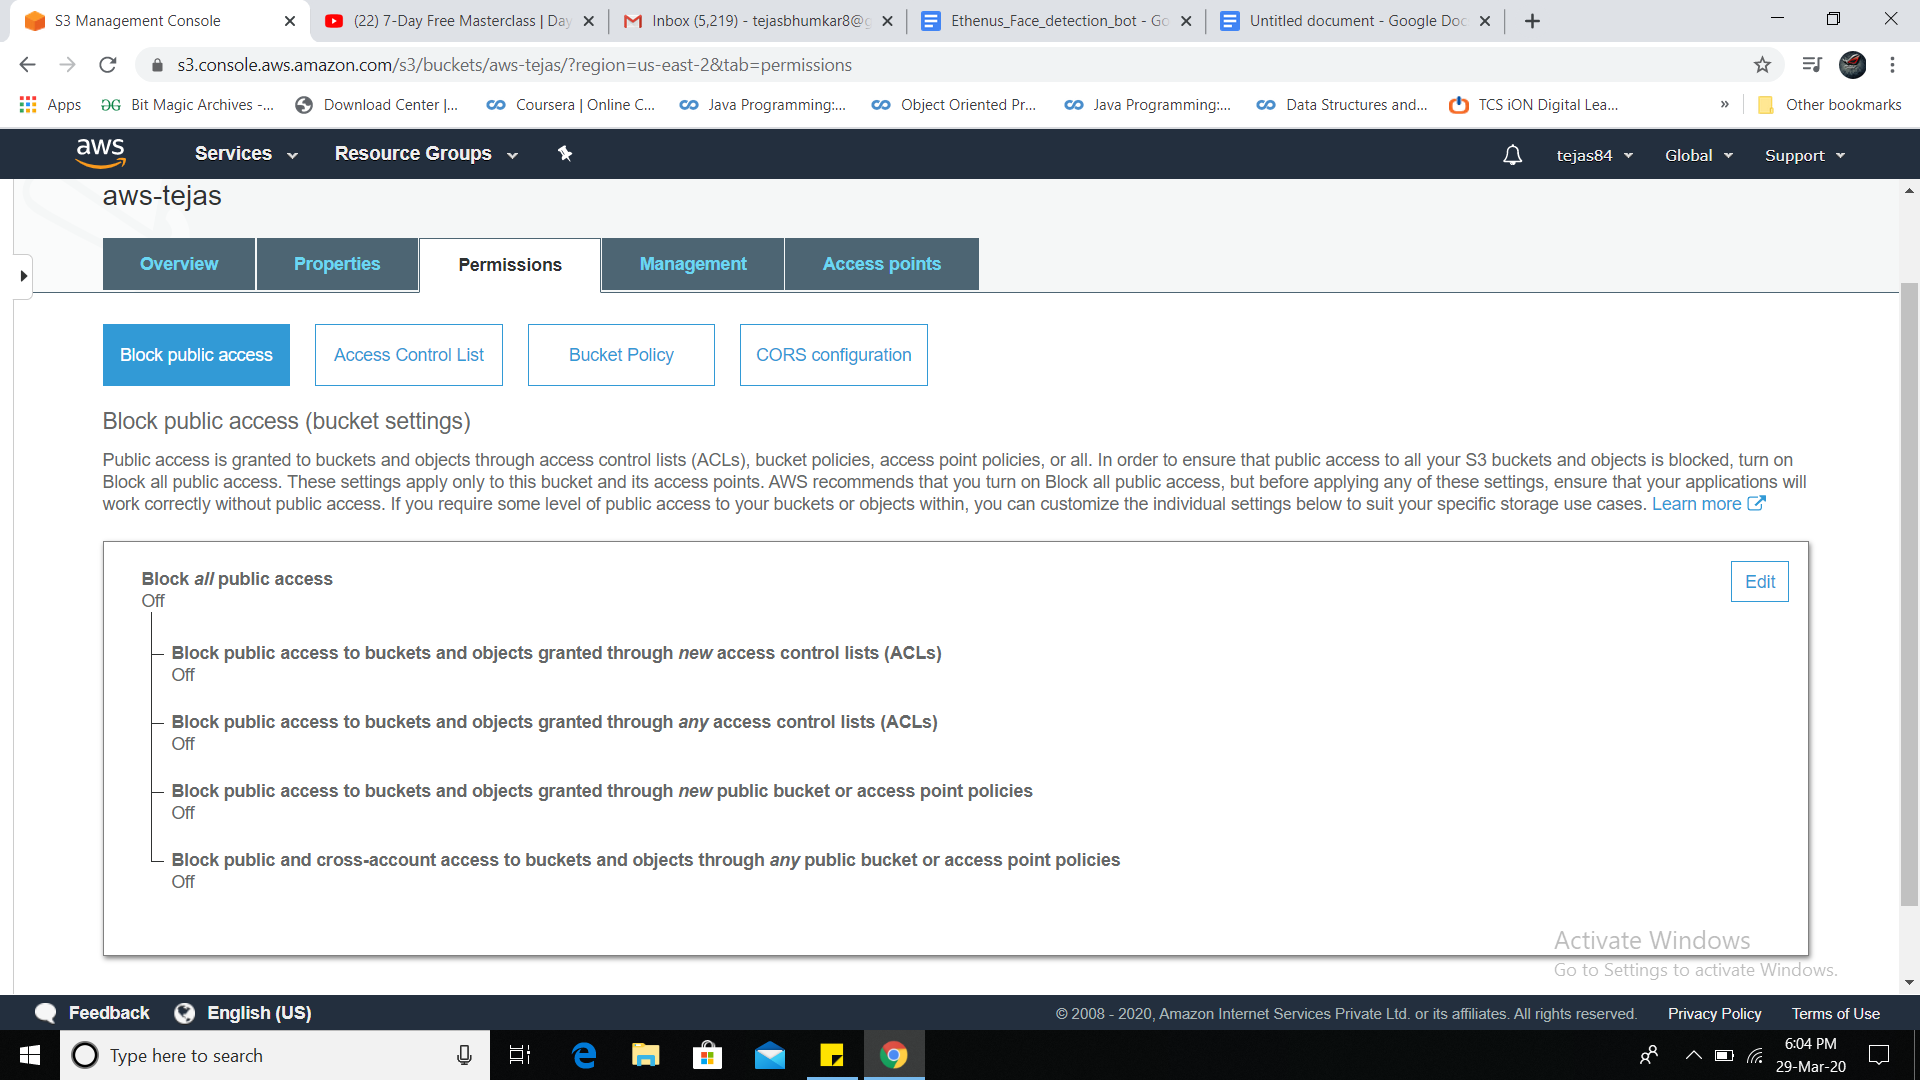 S3 Management Console
(22) 7-Day Free Masterclass | Day
Inbox (5,219) - tejasbhumkar8@g
Ethenus_Face_detection_bot - Go
Untitled document - Google Doc
s3.console.aws.amazon.com/s3/buckets/aws-tejas/?region=us-east-2&tab=permissions
Apps
Bit Magic Archives -...
Download Center |...
Coursera | Online C...
Java Programming:...
Object Oriented Pr...
Java Programming:...
Data Structures and...
TCS iON Digital Lea...
»
Other bookmarks
aws
Services
Resource Groups
tejas84
Global
Support
aws-tejas
Overview
Properties
Permissions
Management
Access points
Block public access
Access Control List
Bucket Policy
CORS configuration
Block public access (bucket settings)
Public access is granted to buckets and objects through access control lists (ACLs), bucket policies, access point policies, or all. In order to ensure that public access to all your S3 buckets and objects is blocked, turn on
Block all public access. These settings apply only to this bucket and its access points. AWS recommends that you turn on Block all public access, but before applying any of these settings, ensure that your applications will
work correctly without public access. If you require some level of public access to your buckets or objects within, you can customize the individual settings below to suit your specific storage use cases. Learn more
Block all public access
Off
Edit
Block public access to buckets and objects granted through new access control lists (ACLs)
Off
Block public access to buckets and objects granted through any access control lists (ACLs)
Off
Block public access to buckets and objects granted through new public bucket or access point policies
Off
Block public and cross-account access to buckets and objects through any public bucket or access point policies
Off
Activate Windows
Go to Settings to activate Windows.
Feedback
English (US)
© 2008 - 2020, Amazon Internet Services Private Ltd. or its affiliates. All rights reserved.
Privacy Policy
Terms of Use
Type here to search
6:04 PM
29-Mar-20